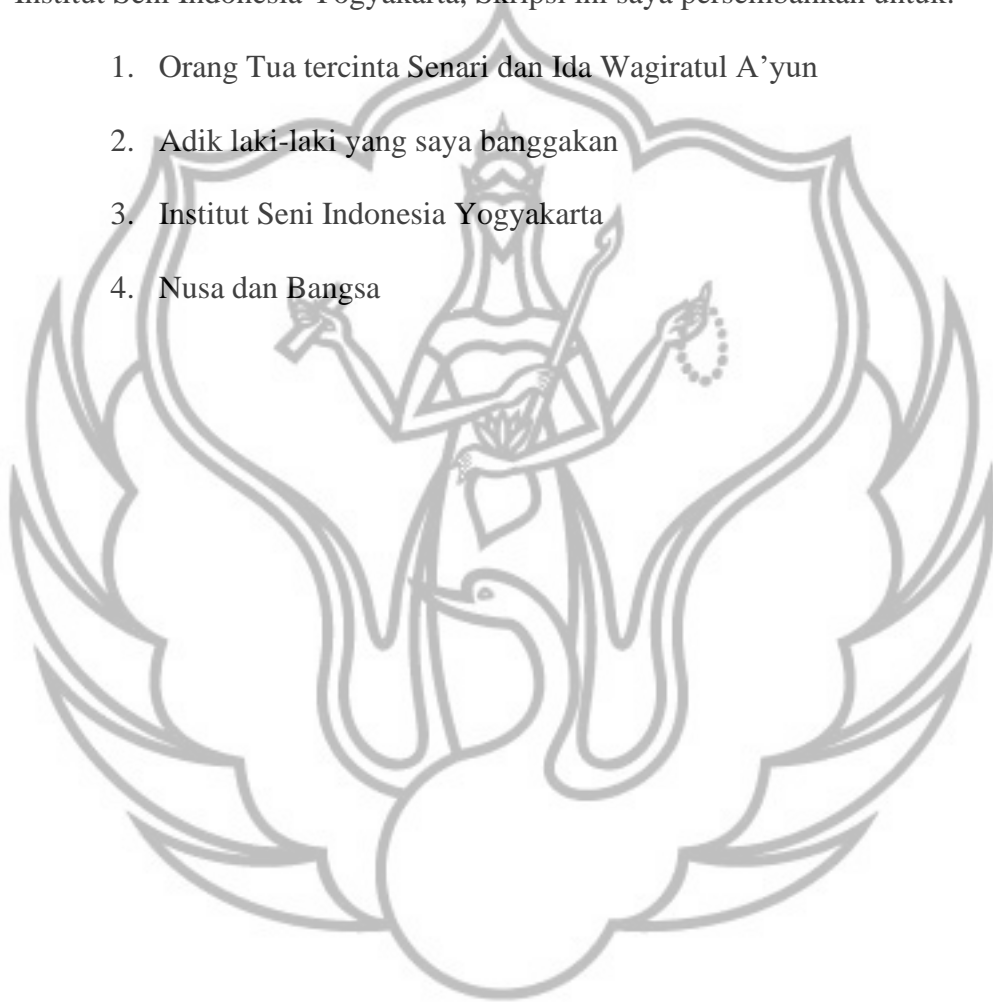 Institut Seni Indonesia Yogyakarta, Skripsi ini saya persembahkan untuk:
1. Orang Tua tercinta Senari dan Ida Wagiratul A’yun
2. Adik laki-laki yang saya banggakan
3. Institut Seni Indonesia Yogyakarta
4. Nusa dan Bangsa